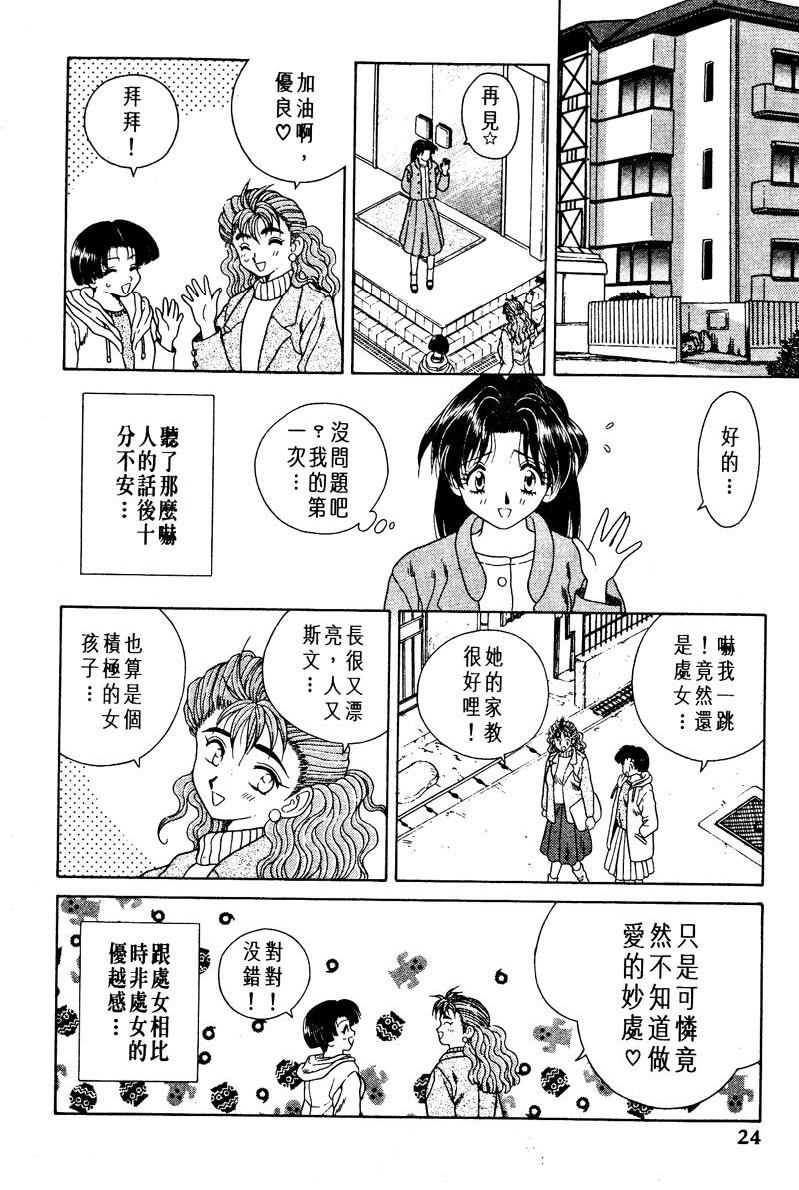 再見☆
加油啊，
優良♡
拜
拜！
好的…
沒問題吧
？我的第
一次…
聽了那麼嚇
人的話後十
分不安…
嚇我一跳
！竟然還
是處女…
她的家教
很好哩！
長很又漂
亮，人又
斯文…
也算是個
積極的女
孩子…
只是可憐竟
然不知道做
愛的妙處♡
對對！
没錯！
跟處女相比
時非處女的
優越感…
24